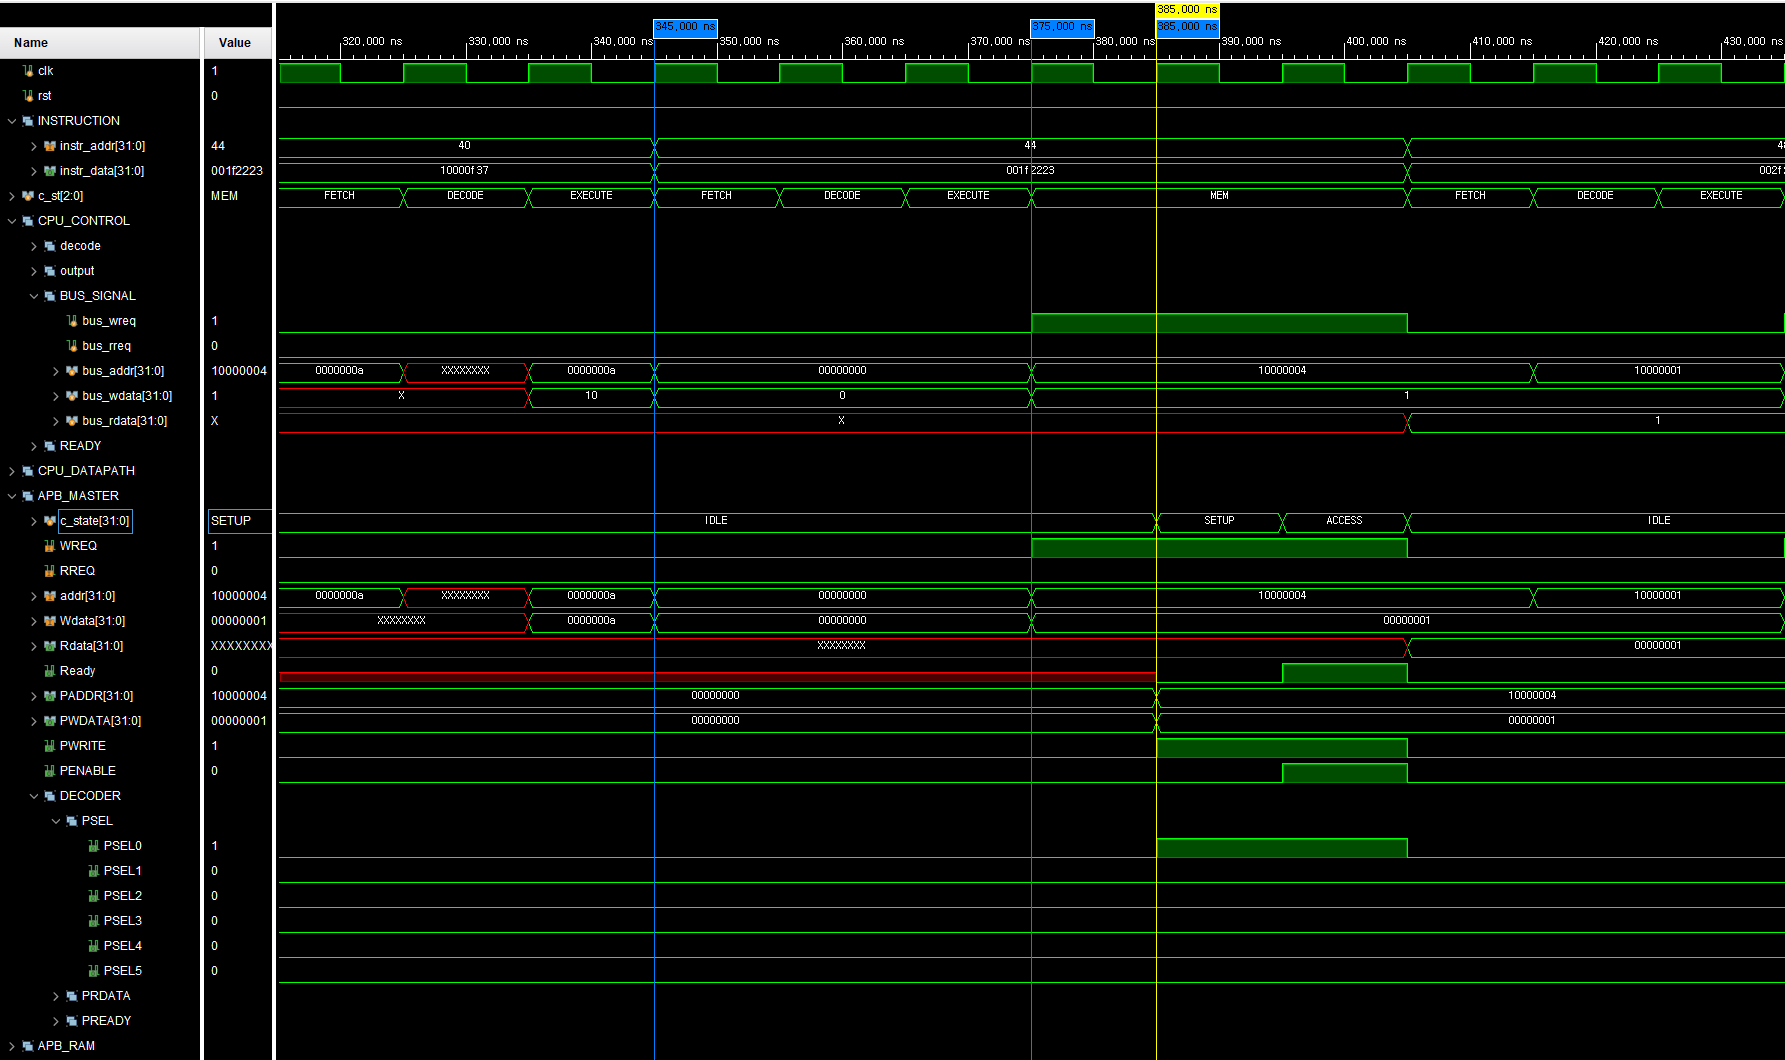 385,000 ns
345,000 ns 375,000 ns 385,000 ns
Name Value 320,000 ns 330,000 ns 340,000 ns 350,000 ns 360,000 ns 370,000 ns 380,000 ns 390,000 ns 400,000 ns 410,000 ns 420,000 ns 430,000 ns
clk 1
rst 0
INSTRUCTION
instr_addr[31:0] 44 40 44 48
instr_data[31:0] 001f2223 10000f37 001f2223 002f
c_st[2:0] MEM FETCH DECODE EXECUTE FETCH DECODE EXECUTE MEM FETCH DECODE EXECUTE
CPU_CONTROL
decode
output
BUS_SIGNAL
bus_wreq 1
bus_rreq 0
bus_addr[31:0] 10000004 0000000a XXXXXXXX 0000000a 00000000 10000004 10000001
bus_wdata[31:0] 1 X 10 0 1
bus_rdata[31:0] X X 1
READY
CPU_DATAPATH
APB_MASTER
c_state[31:0] SETUP IDLE SETUP ACCESS IDLE
WREQ 1
RREQ 0
addr[31:0] 10000004 0000000a XXXXXXXX 0000000a 00000000 10000004 10000001
Wdata[31:0] 00000001 XXXXXXXX 0000000a 00000000 00000001
Rdata[31:0] XXXXXXXX XXXXXXXX 00000001
Ready 0
PADDR[31:0] 10000004 00000000 10000004
PWDATA[31:0] 00000001 00000000 00000001
PWRITE 1
PENABLE 0
DECODER
PSEL
PSEL0 1
PSEL1 0
PSEL2 0
PSEL3 0
PSEL4 0
PSEL5 0
PRDATA
PREADY
APB_RAM